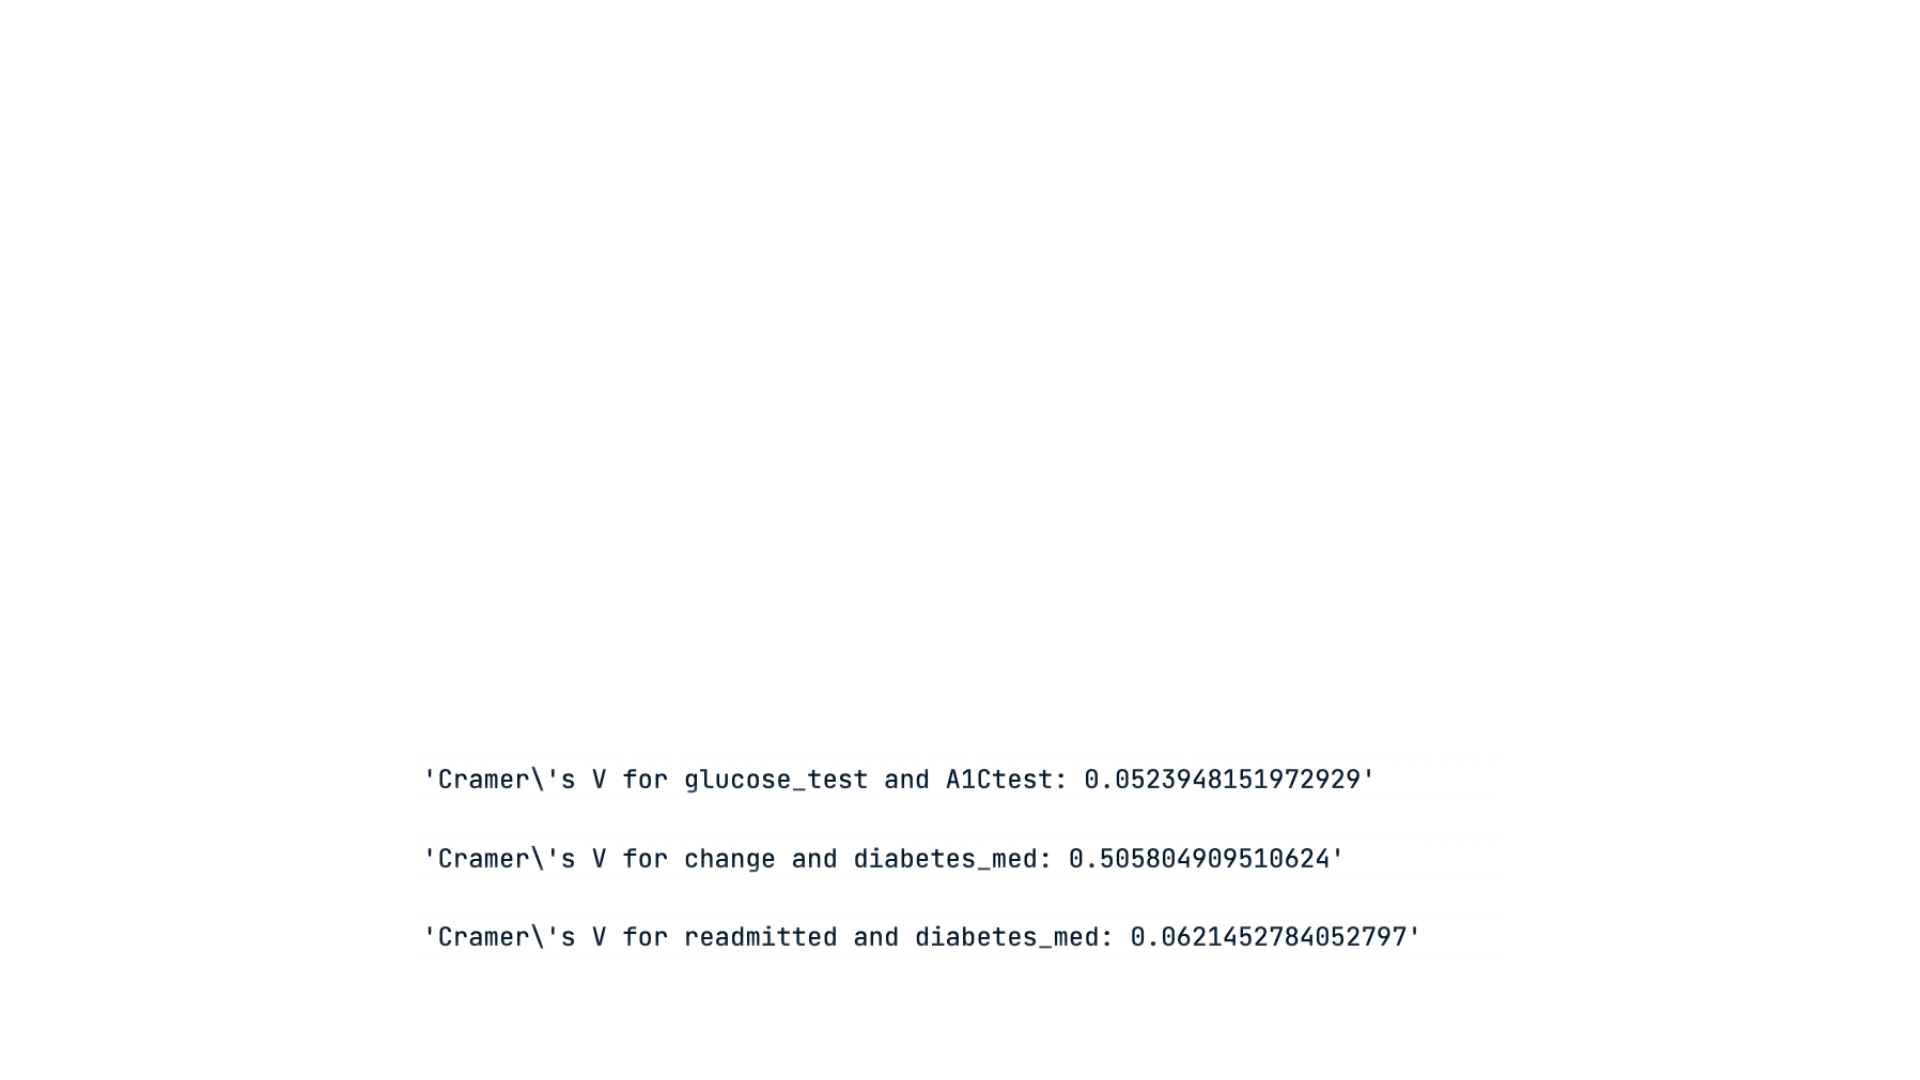 'Cramer\'s V for glucose_test and A1Ctest: 0.0523948151972929'
'Cramer\'s V for change and diabetes_med: 0.505804909510624'
'Cramer\'s V for readmitted and diabetes_med: 0.0621452784052797'